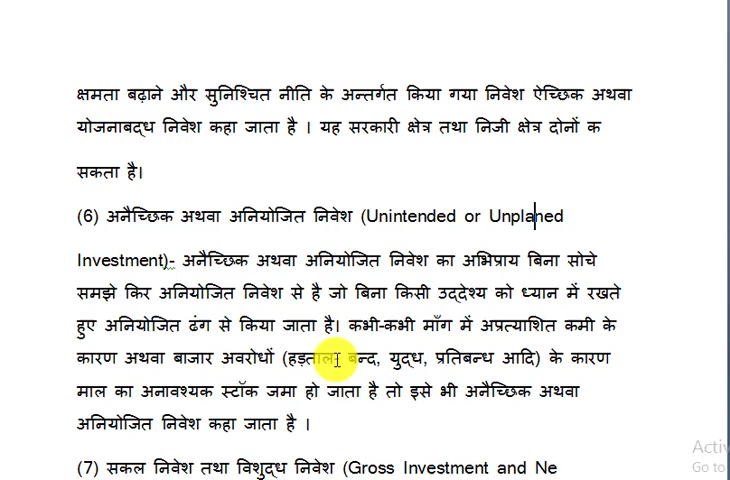 क्षमता बढ़ाने और सुनिश्चित नीति के अन्तर्गत किया गया निवेश ऐच्छिक अथवा
योजनाबद्ध निवेश कहा जाता है । यह सरकारी क्षेत्र तथा निजी क्षेत्र दोनों क
सकता है।
(6) अनैच्छिक अथवा अनियोजित निवेश (Unintended or Unplaned
Investment)- अनैच्छिक अथवा अनियोजित निवेश का अभिप्राय बिना सोचे
समझे किर अनियोजित निवेश से है जो बिना किसी उद्देश्य को ध्यान में रखते
हुए अनियोजित ढंग से किया जाता है। कभी-कभी माँग में अप्रत्याशित कमी के
कारण अथवा बाजार अवरोधों (हड़ताल, बन्द, युद्ध, प्रतिबन्ध आदि) के कारण
माल का अनावश्यक स्टॉक जमा हो जाता है तो इसे भी अनैच्छिक अथवा
अनियोजित निवेश कहा जाता है ।
(7) सकल निवेश तथा विशुद्ध निवेश (Gross Investment and Ne
Activ
Go to